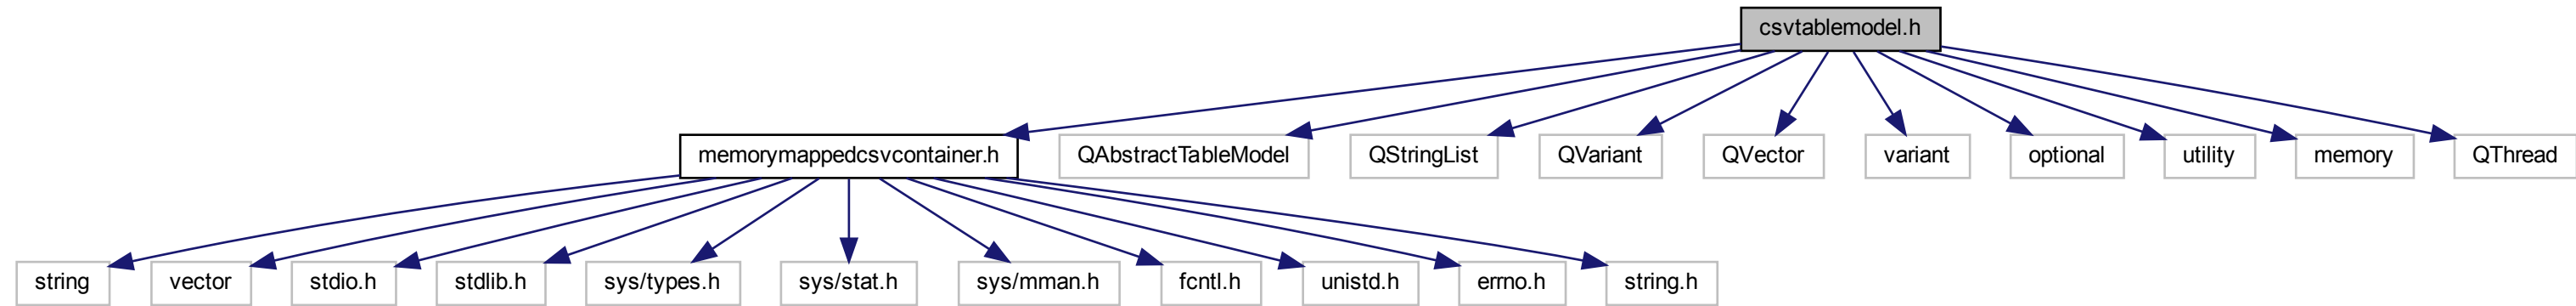 csvtablemodel.h
memorymappedcsvcontainer.h
QAbstractTableModel
QStringList
QVariant
QVector
variant
optional
utility
memory
QThread
string
vector
stdio.h
stdlib.h
sys/types.h
sys/stat.h
sys/mman.h
fcntl.h
unistd.h
errno.h
string.h